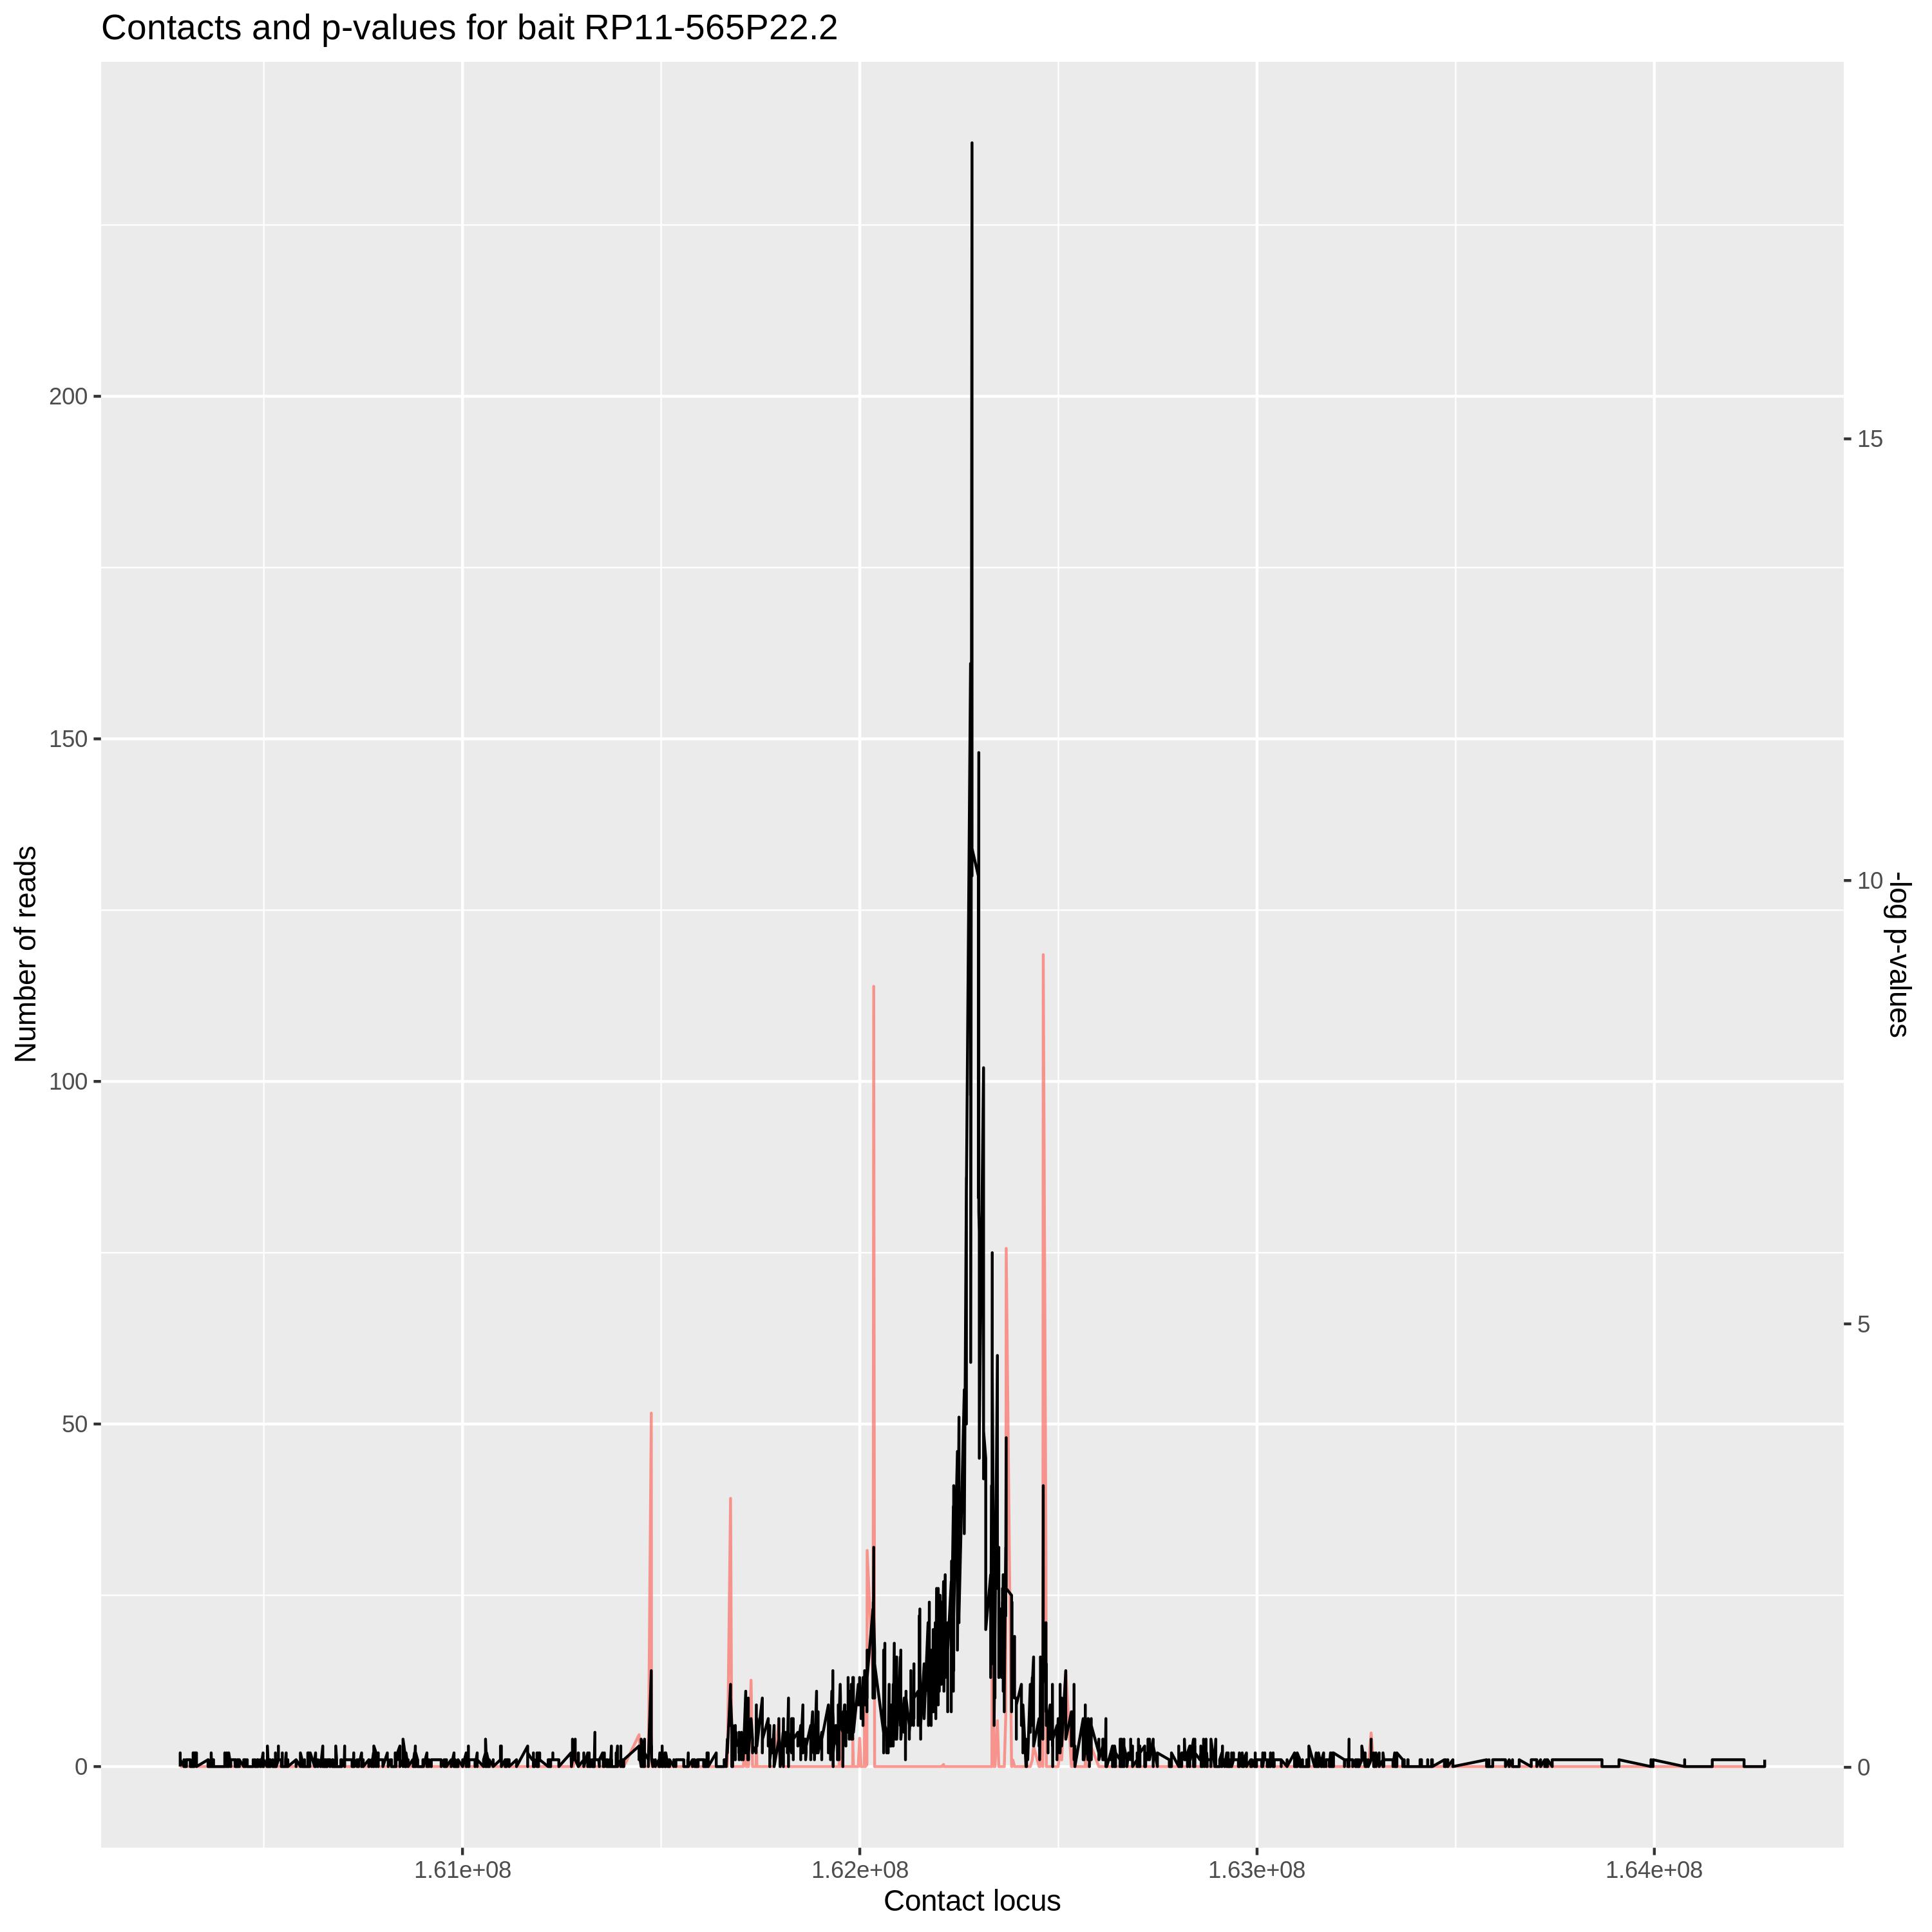 Contacts and p-values for bait RP11-565P22.2
Number of reads
200
150
100
50
0
15
10
5
0
-log p-values
1.61e+08
1.62e+08
1.63e+08
1.64e+08
Contact locus